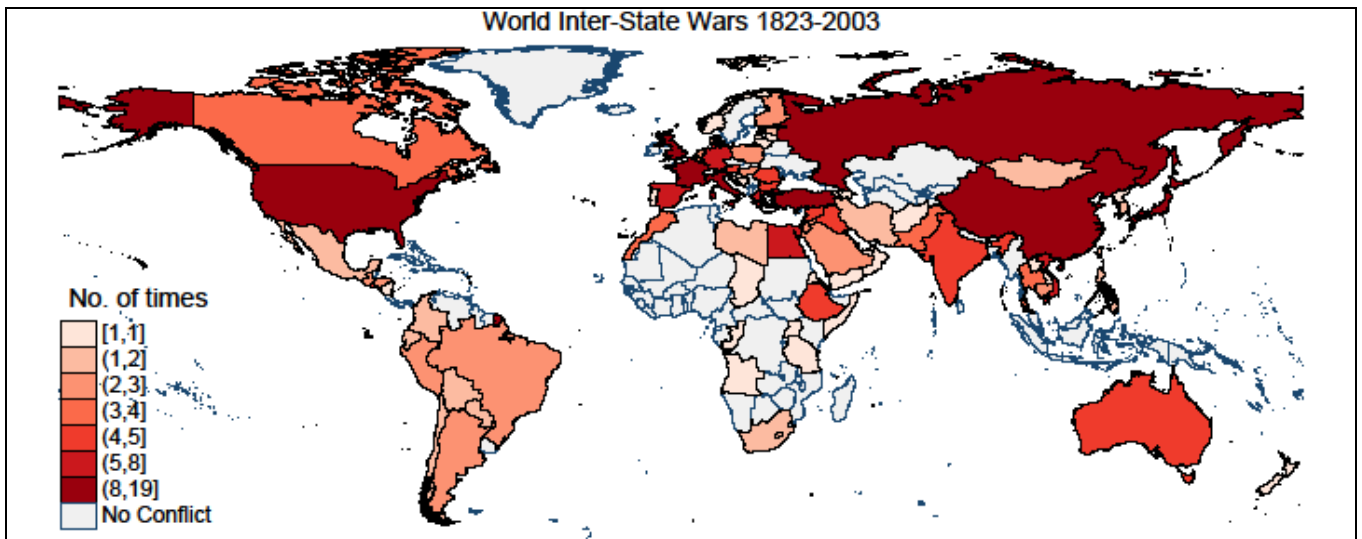 World Inter-State Wars 1823-2003
No. of times
[1,1]
(1,2]
(2,3]
(3,4]
(4,5]
(5,8]
(8,19]
No Conflict